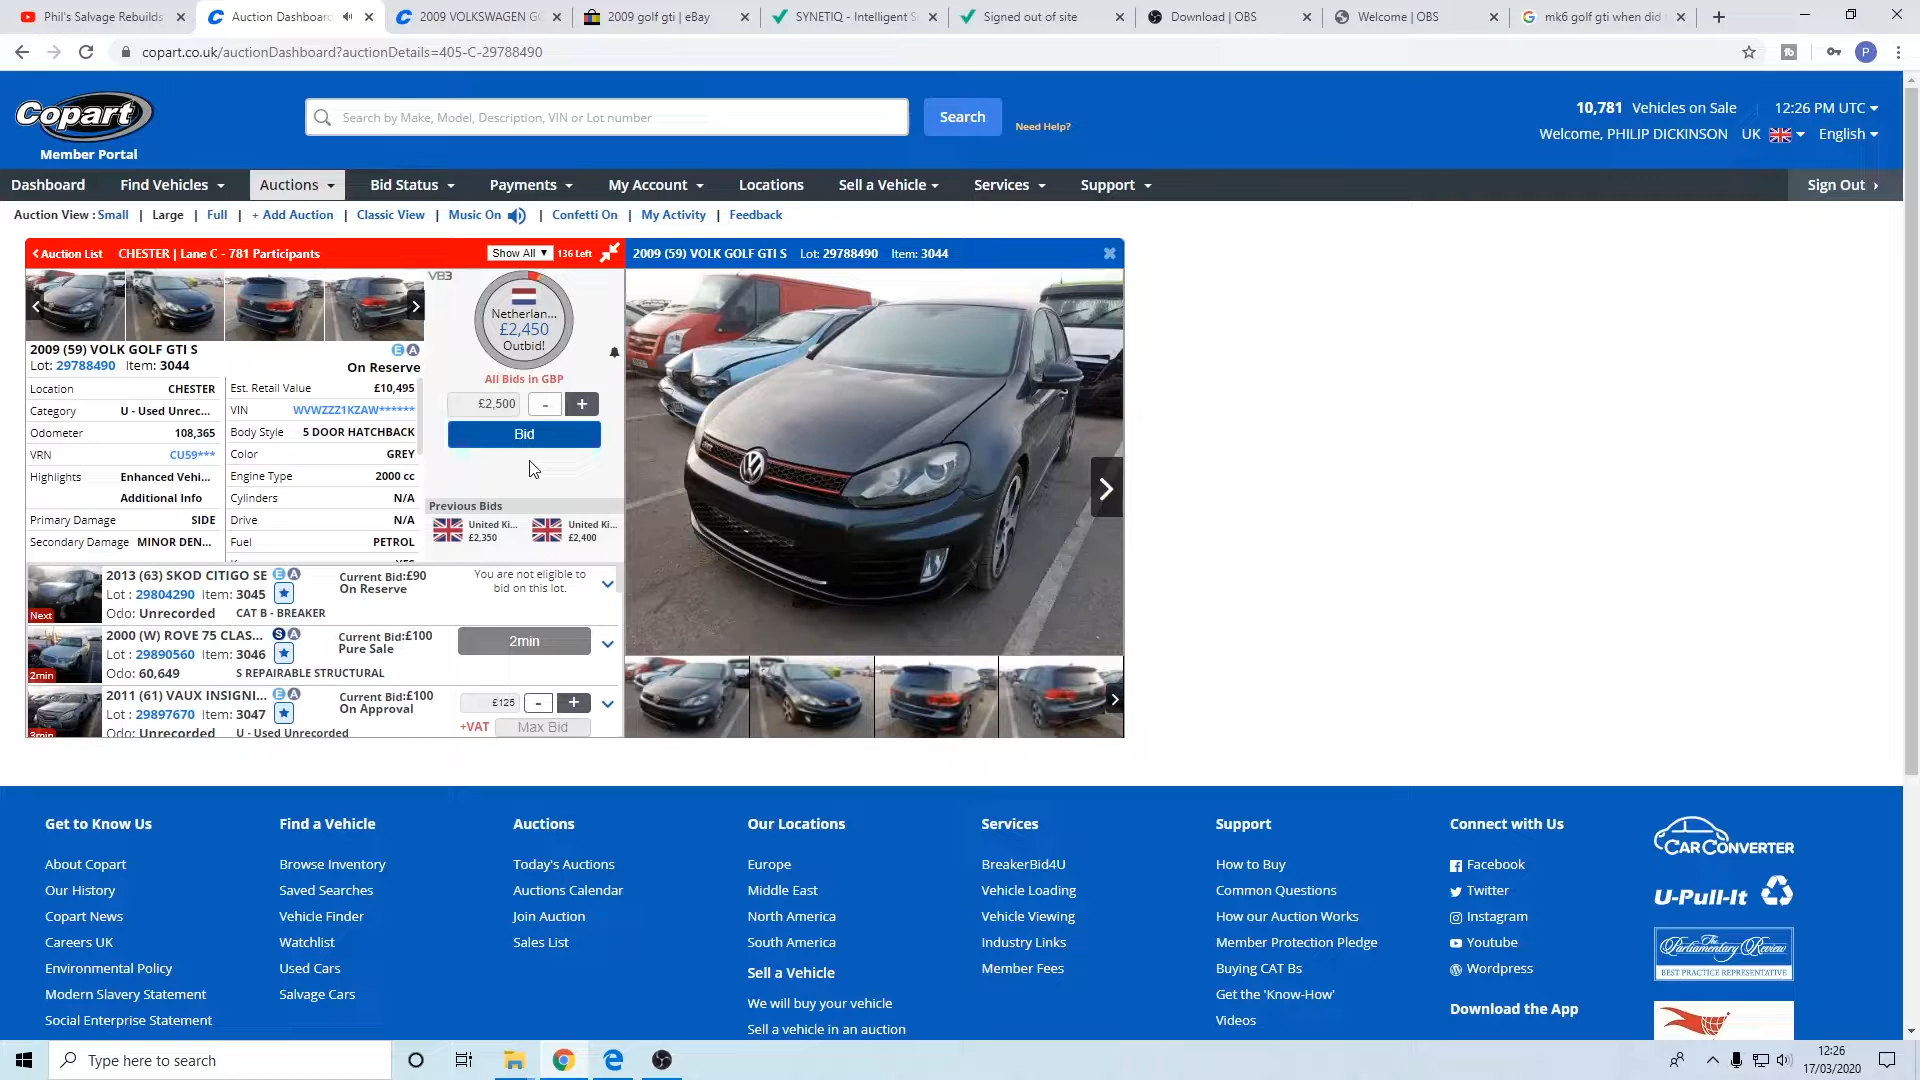 Phil's Salvage Rebuilds
Auction Dashboard
2009 VOLKSWAGEN GO
2009 golf gti | eBay
SYNETIQ - Intelligent S
Signed out of site
Download | OBS
Welcome | OBS
mk6 golf gti when did
copart.co.uk/auctionDashboard?auctionDetails=405-C-29788490
P
Copart
Member Portal
Search by Make, Model, Description, VIN or Lot number
Search
Need Help?
10,781 Vehicles on Sale
12:26 PM UTC
Welcome, PHILIP DICKINSON UK English
Dashboard Find Vehicles Auctions Bid Status Payments My Account Locations Sell a Vehicle Services Support Sign Out
Auction View : Small | Large | Full | + Add Auction | Classic View | Music On | Confetti On | My Activity | Feedback
Auction List CHESTER | Lane C - 781 Participants Show All 136 Left
2009 (59) VOLK GOLF GTI S Lot: 29788490 Item: 3044
VB3
Netherlan...
£2,450
Outbid!
All Bids in GBP
£2,500 - +
Bid
Previous Bids
United Ki...
£2,350
United Ki...
£2,400
2009 (59) VOLK GOLF GTI S E A
Lot: 29788490 Item: 3044 On Reserve
Location CHESTER
Category U - Used Unrec...
Odometer 108,365
VRN CU59***
Highlights Enhanced Vehi...
Additional Info
Primary Damage SIDE
Secondary Damage MINOR DEN...
Est. Retail Value £10,495
VIN WVWZZZ1KZAW******
Body Style 5 DOOR HATCHBACK
Color GREY
Engine Type 2000 cc
Cylinders N/A
Drive N/A
Fuel PETROL
YES
2013 (63) SKOD CITIGO SE E A
Lot : 29804290 Item: 3045
Odo: Unrecorded CAT B - BREAKER
Current Bid:£90
On Reserve
You are not eligible to
bid on this lot.
Next
2000 (W) ROVE 75 CLAS... S A
Lot : 29890560 Item: 3046
Odo: 60,649 S REPAIRABLE STRUCTURAL
Current Bid:£100
Pure Sale
2min
2min
2011 (61) VAUX INSIGNI... E A
Lot : 29897670 Item: 3047
Odo: Unrecorded U - Used Unrecorded
Current Bid:£100
On Approval
£125 - +
+VAT Max Bid
3min
Get to Know Us
About Copart
Our History
Copart News
Careers UK
Environmental Policy
Modern Slavery Statement
Social Enterprise Statement
Find a Vehicle
Browse Inventory
Saved Searches
Vehicle Finder
Watchlist
Used Cars
Salvage Cars
Auctions
Today's Auctions
Auctions Calendar
Join Auction
Sales List
Our Locations
Europe
Middle East
North America
South America
Sell a Vehicle
We will buy your vehicle
Sell a vehicle in an auction
Services
BreakerBid4U
Vehicle Loading
Vehicle Viewing
Industry Links
Member Fees
Support
How to Buy
Common Questions
How our Auction Works
Member Protection Pledge
Buying CAT Bs
Get the 'Know-How'
Videos
Connect with Us
Facebook
Twitter
Instagram
Youtube
Wordpress
Download the App
CAR CONVERTER
U-Pull-It
The
Parliamentary Review
BEST PRACTICE REPRESENTATIVE
Type here to search
12:26
17/03/2020